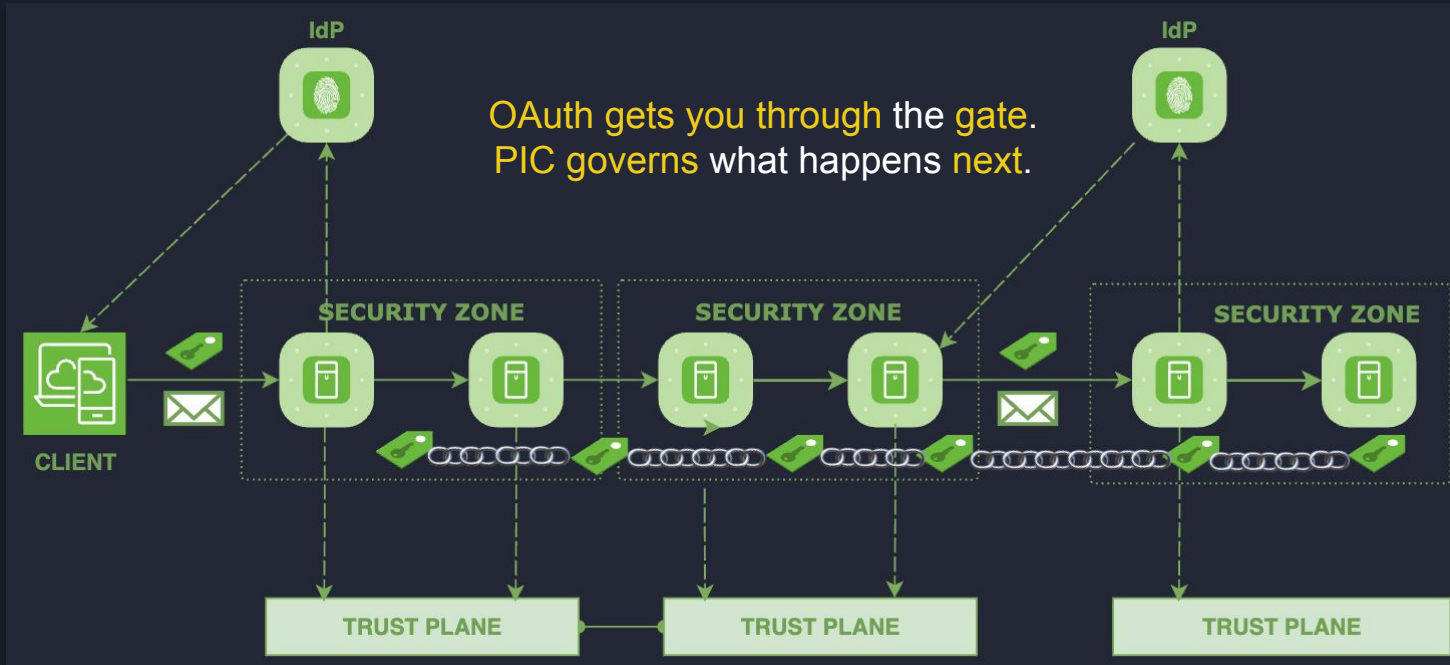 IdP
IdP
OAuth gets you through the gate.
PIC governs what happens next.
SECURITY ZONE
SECURITY ZONE
SECURITY ZONE
CLIENT
TRUST PLANE
TRUST PLANE
TRUST PLANE